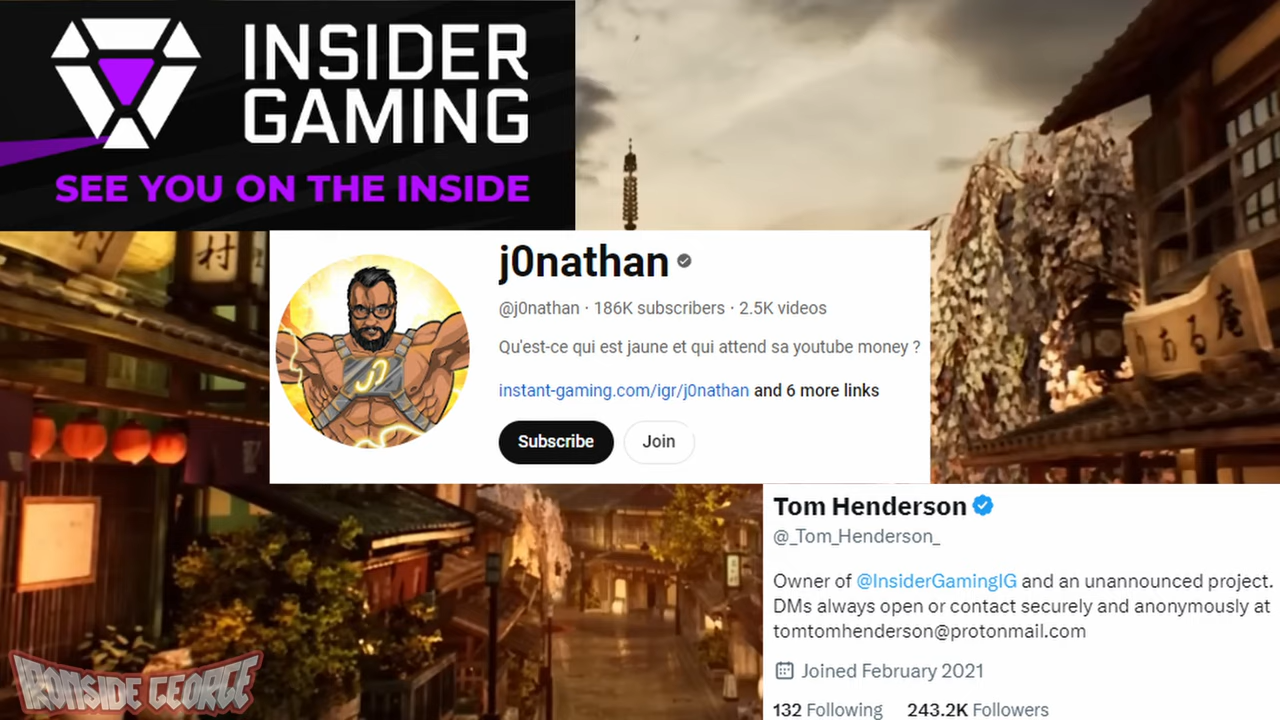 INSIDER
GAMING
SEE YOU ON THE INSIDE
村
j0nathan
@j0nathan · 186K subscribers · 2.5K videos
Qu'est-ce qui est jaune et qui attend sa youtube money ?
instant-gaming.com/igr/j0nathan and 6 more links
Subscribe
Join
j0
Tom Henderson
@_Tom_Henderson_
Owner of @InsiderGamingIG and an unannounced project.
DMs always open or contact securely and anonymously at
tomtomhenderson@protonmail.com
Joined February 2021
132 Following 243.2K Followers
IRONSIDE GEORGE